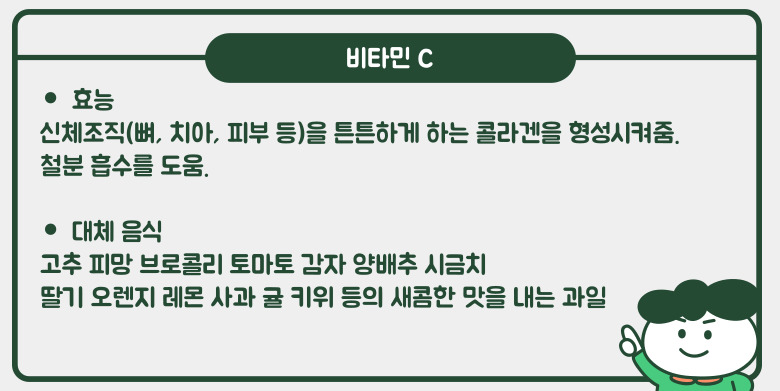 비타민 C
• 효능
신체조직(뼈, 치아, 피부 등)을 튼튼하게 하는 콜라겐을 형성시켜줌.
철분 흡수를 도움.
• 대체 음식
고추 피망 브로콜리 토마토 감자 양배추 시금치
딸기 오렌지 레몬 사과 귤 키위 등의 새콤한 맛을 내는 과일